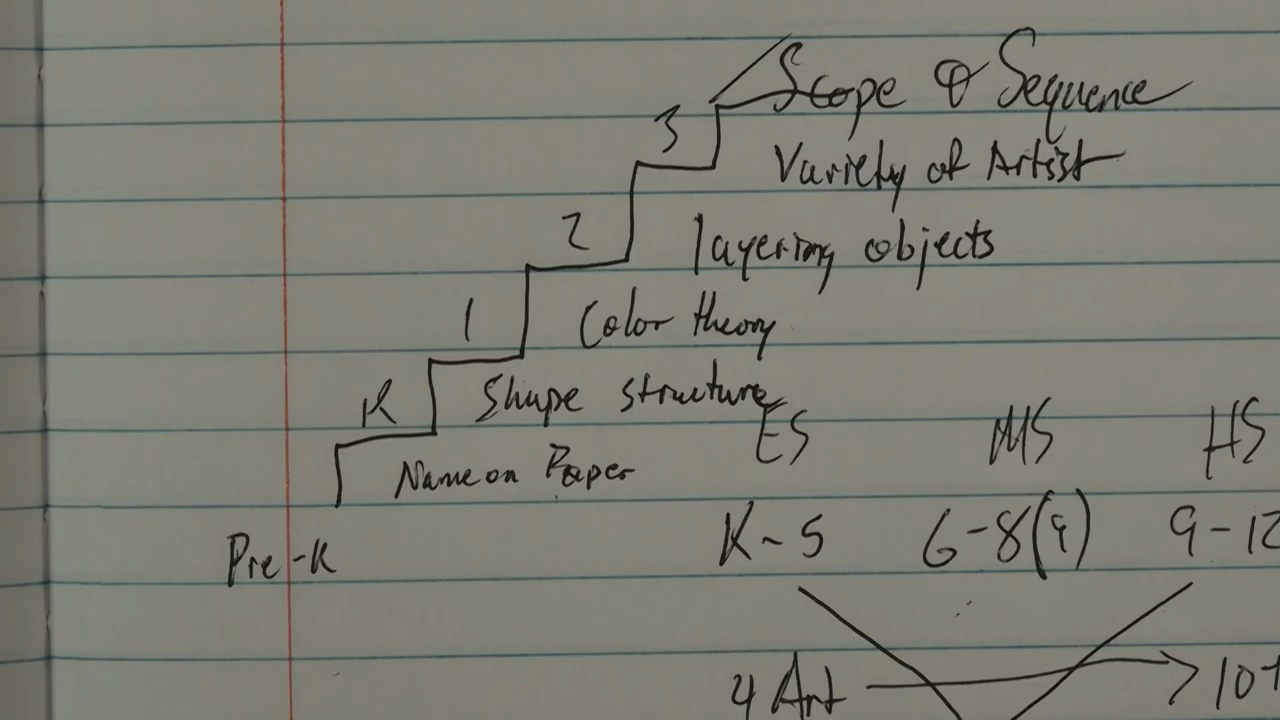 Scope & Sequence
3
Variety of Artist
2
layering objects
1
Color theory
K
Shape structure
Name on Paper
Pre-K
ES MS HS
K-5 6-8(9) 9-12
4 Art 10+